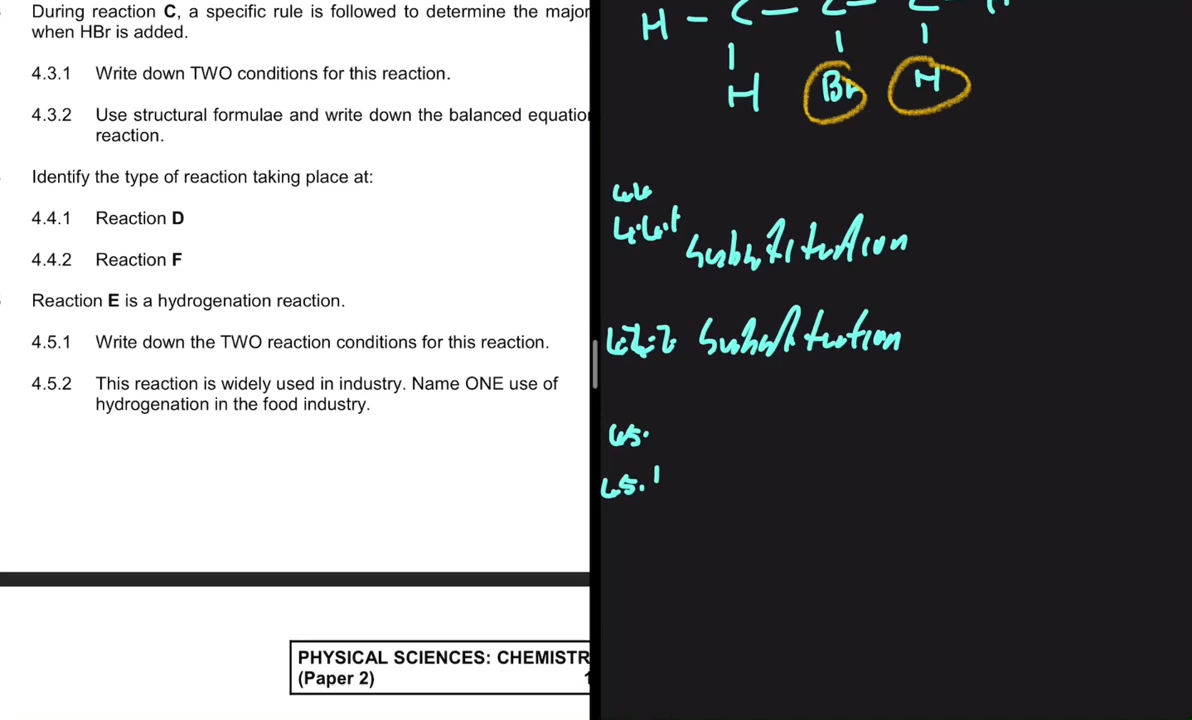 During reaction C, a specific rule is followed to determine the major
when HBr is added.
4.3.1 Write down TWO conditions for this reaction.
4.3.2 Use structural formulae and write down the balanced equation
reaction.
Identify the type of reaction taking place at:
4.4.1 Reaction D
4.4.2 Reaction F
Reaction E is a hydrogenation reaction.
4.5.1 Write down the TWO reaction conditions for this reaction.
4.5.2 This reaction is widely used in industry. Name ONE use of
hydrogenation in the food industry.
PHYSICAL SCIENCES: CHEMISTR
(Paper 2)
H - C - C - C
H Br H
4.4
4.4.1 Substitution
4.4.2 Substitution
4.5.
4.5.1